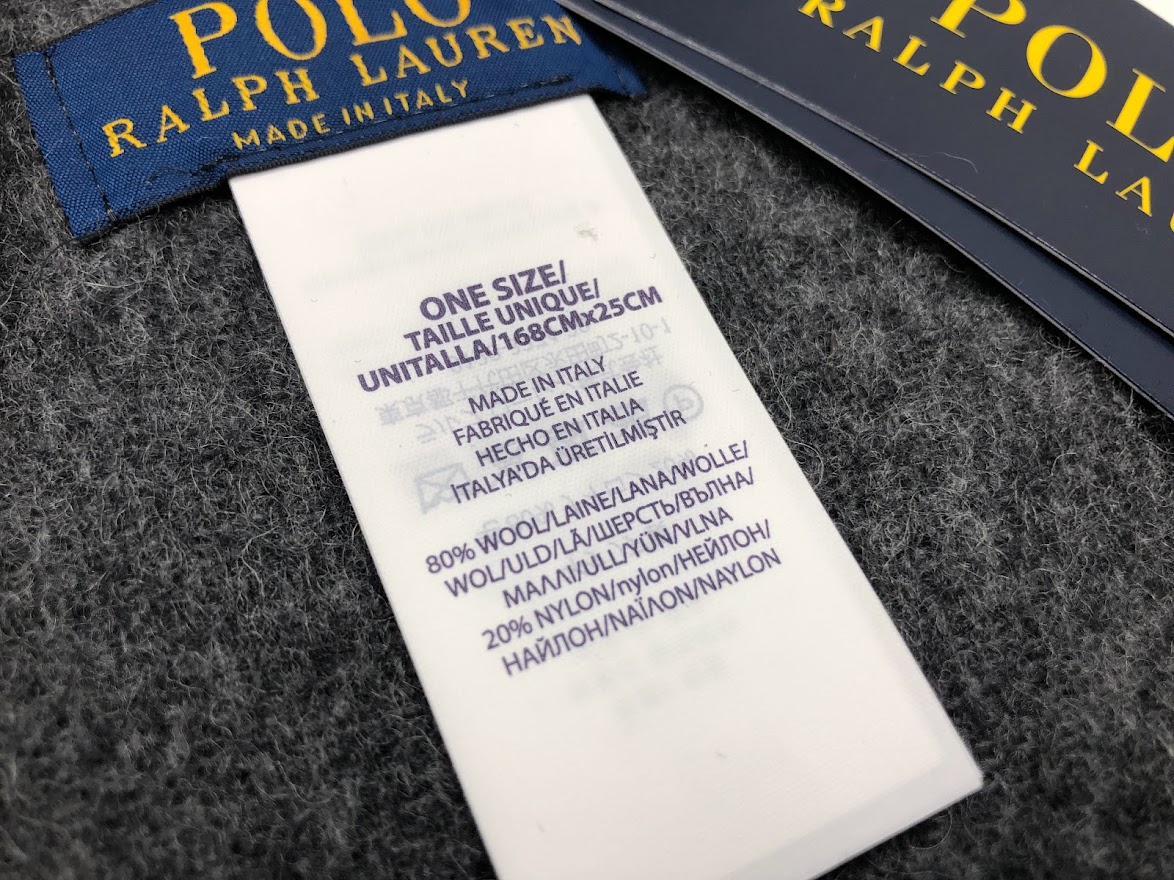 POLO
RALPH LAUREN
MADE IN ITALY
POL
RALPH LAU
ONE SIZE/
TAILLE UNIQUE/
UNITALLA/168CMx25CM
MADE IN ITALY
FABRIQUÉ EN ITALIE
HECHO EN ITALIA
İTALYA'DA ÜRETİLMİŞTİR
80% WOOL/LAINE/LANA/WOLLE/
WOL/ULD/LÃ/ШЕРСТЬ/ВЪЛНА/
ΜΑΛΛΙ/ULL/YÜN/VLNA
20% NYLON/nylon/НЕЙЛОН/
НАЙЛОН/ΝΑΪΛΟΝ/NAYLON